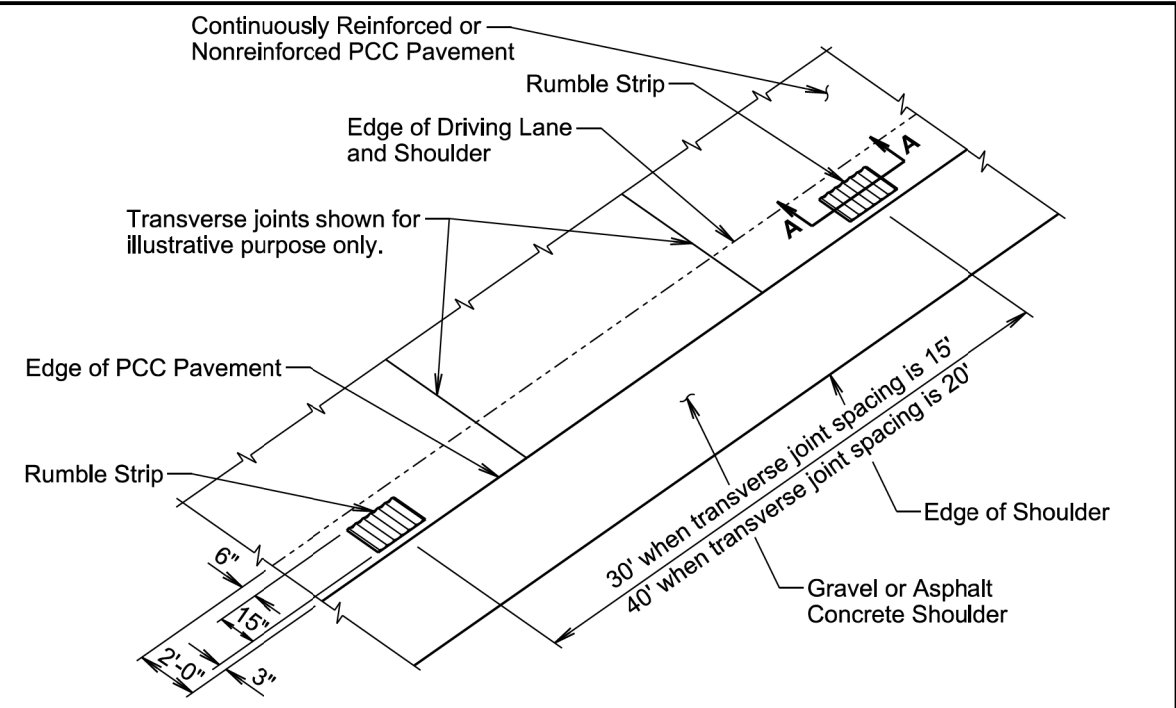 Continuously Reinforced or
Nonreinforced PCC Pavement
Rumble Strip
Edge of Driving Lane
and Shoulder
A
A
Transverse joints shown for
illustrative purpose only.
Edge of PCC Pavement
Rumble Strip
30' when transverse joint spacing is 15'
40' when transverse joint spacing is 20'
Edge of Shoulder
Gravel or Asphalt
Concrete Shoulder
6"
15"
2'-0"
3"